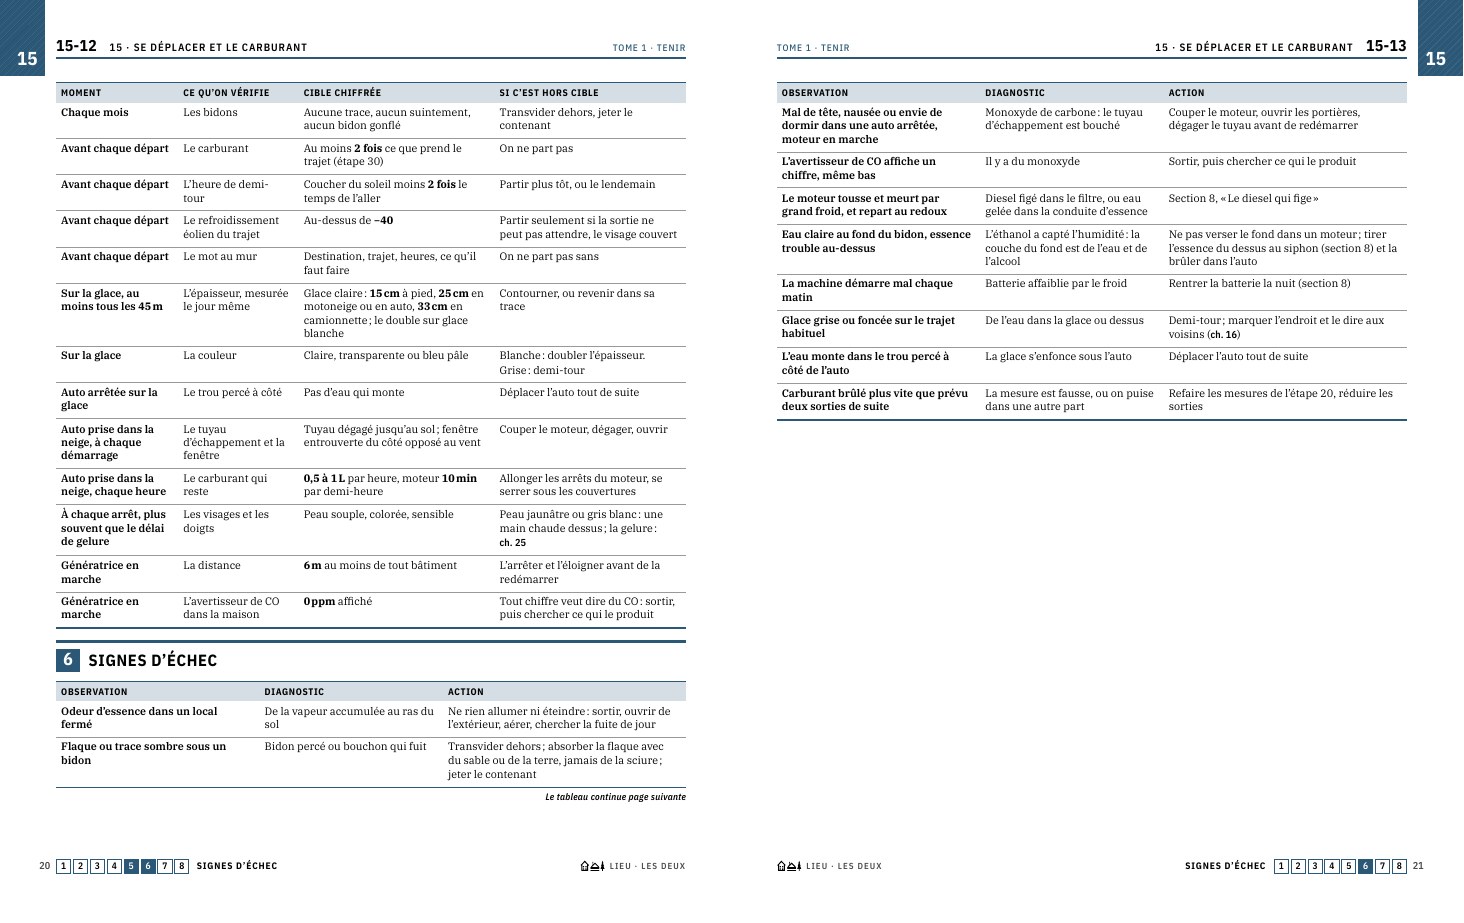 15
15-12 15 · SE DÉPLACER ET LE CARBURANT TOME 1 · TENIR
MOMENT CE QU’ON VÉRIFIE CIBLE CHIFFRÉE SI C’EST HORS CIBLE
Chaque mois Les bidons Aucune trace, aucun suintement, Transvider dehors, jeter le
aucun bidon gonflé contenant
Avant chaque départ Le carburant Au moins 2 fois ce que prend le On ne part pas
trajet (étape 30)
Avant chaque départ L’heure de demi- Coucher du soleil moins 2 fois le Partir plus tôt, ou le lendemain
tour temps de l’aller
Avant chaque départ Le refroidissement Au-dessus de −40 Partir seulement si la sortie ne
éolien du trajet peut pas attendre, le visage couvert
Avant chaque départ Le mot au mur Destination, trajet, heures, ce qu’il On ne part pas sans
faut faire
Sur la glace, au L’épaisseur, mesurée Glace claire : 15 cm à pied, 25 cm en Contourner, ou revenir dans sa
moins tous les 45 m le jour même motoneige ou en auto, 33 cm en trace
camionnette ; le double sur glace
blanche
Sur la glace La couleur Claire, transparente ou bleu pâle Blanche : doubler l’épaisseur.
Grise : demi-tour
Auto arrêtée sur la Le trou percé à côté Pas d’eau qui monte Déplacer l’auto tout de suite
glace
Auto prise dans la Le tuyau Tuyau dégagé jusqu’au sol ; fenêtre Couper le moteur, dégager, ouvrir
neige, à chaque d’échappement et la entrouverte du côté opposé au vent
démarrage fenêtre
Auto prise dans la Le carburant qui 0,5 à 1 L par heure, moteur 10 min Allonger les arrêts du moteur, se
neige, chaque heure reste par demi-heure serrer sous les couvertures
À chaque arrêt, plus Les visages et les Peau souple, colorée, sensible Peau jaunâtre ou gris blanc : une
souvent que le délai doigts main chaude dessus ; la gelure :
de gelure ch. 25
Génératrice en La distance 6 m au moins de tout bâtiment L’arrêter et l’éloigner avant de la
marche redémarrer
Génératrice en L’avertisseur de CO 0 ppm affiché Tout chiffre veut dire du CO : sortir,
marche dans la maison puis chercher ce qui le produit
6 SIGNES D’ÉCHEC
OBSERVATION DIAGNOSTIC ACTION
Odeur d’essence dans un local De la vapeur accumulée au ras du Ne rien allumer ni éteindre : sortir, ouvrir de
fermé sol l’extérieur, aérer, chercher la fuite de jour
Flaque ou trace sombre sous un Bidon percé ou bouchon qui fuit Transvider dehors ; absorber la flaque avec
bidon du sable ou de la terre, jamais de la sciure ;
jeter le contenant
Le tableau continue page suivante
20 1 2 3 4 5 6 7 8 SIGNES D’ÉCHEC LIEU · LES DEUX
TOME 1 · TENIR 15 · SE DÉPLACER ET LE CARBURANT 15-13
15
OBSERVATION DIAGNOSTIC ACTION
Mal de tête, nausée ou envie de Monoxyde de carbone : le tuyau Couper le moteur, ouvrir les portières,
dormir dans une auto arrêtée, d’échappement est bouché dégager le tuyau avant de redémarrer
moteur en marche
L’avertisseur de CO affiche un Il y a du monoxyde Sortir, puis chercher ce qui le produit
chiffre, même bas
Le moteur tousse et meurt par Diesel figé dans le filtre, ou eau Section 8, « Le diesel qui fige »
grand froid, et repart au redoux gelée dans la conduite d’essence
Eau claire au fond du bidon, essence L’éthanol a capté l’humidité : la Ne pas verser le fond dans un moteur ; tirer
trouble au-dessus couche du fond est de l’eau et de l’essence du dessus au siphon (section 8) et la
l’alcool brûler dans l’auto
La machine démarre mal chaque Batterie affaiblie par le froid Rentrer la batterie la nuit (section 8)
matin
Glace grise ou foncée sur le trajet De l’eau dans la glace ou dessus Demi-tour ; marquer l’endroit et le dire aux
habituel voisins (ch. 16)
L’eau monte dans le trou percé à La glace s’enfonce sous l’auto Déplacer l’auto tout de suite
côté de l’auto
Carburant brûlé plus vite que prévu La mesure est fausse, ou on puise Refaire les mesures de l’étape 20, réduire les
deux sorties de suite dans une autre part sorties
LIEU · LES DEUX SIGNES D’ÉCHEC 1 2 3 4 5 6 7 8 21